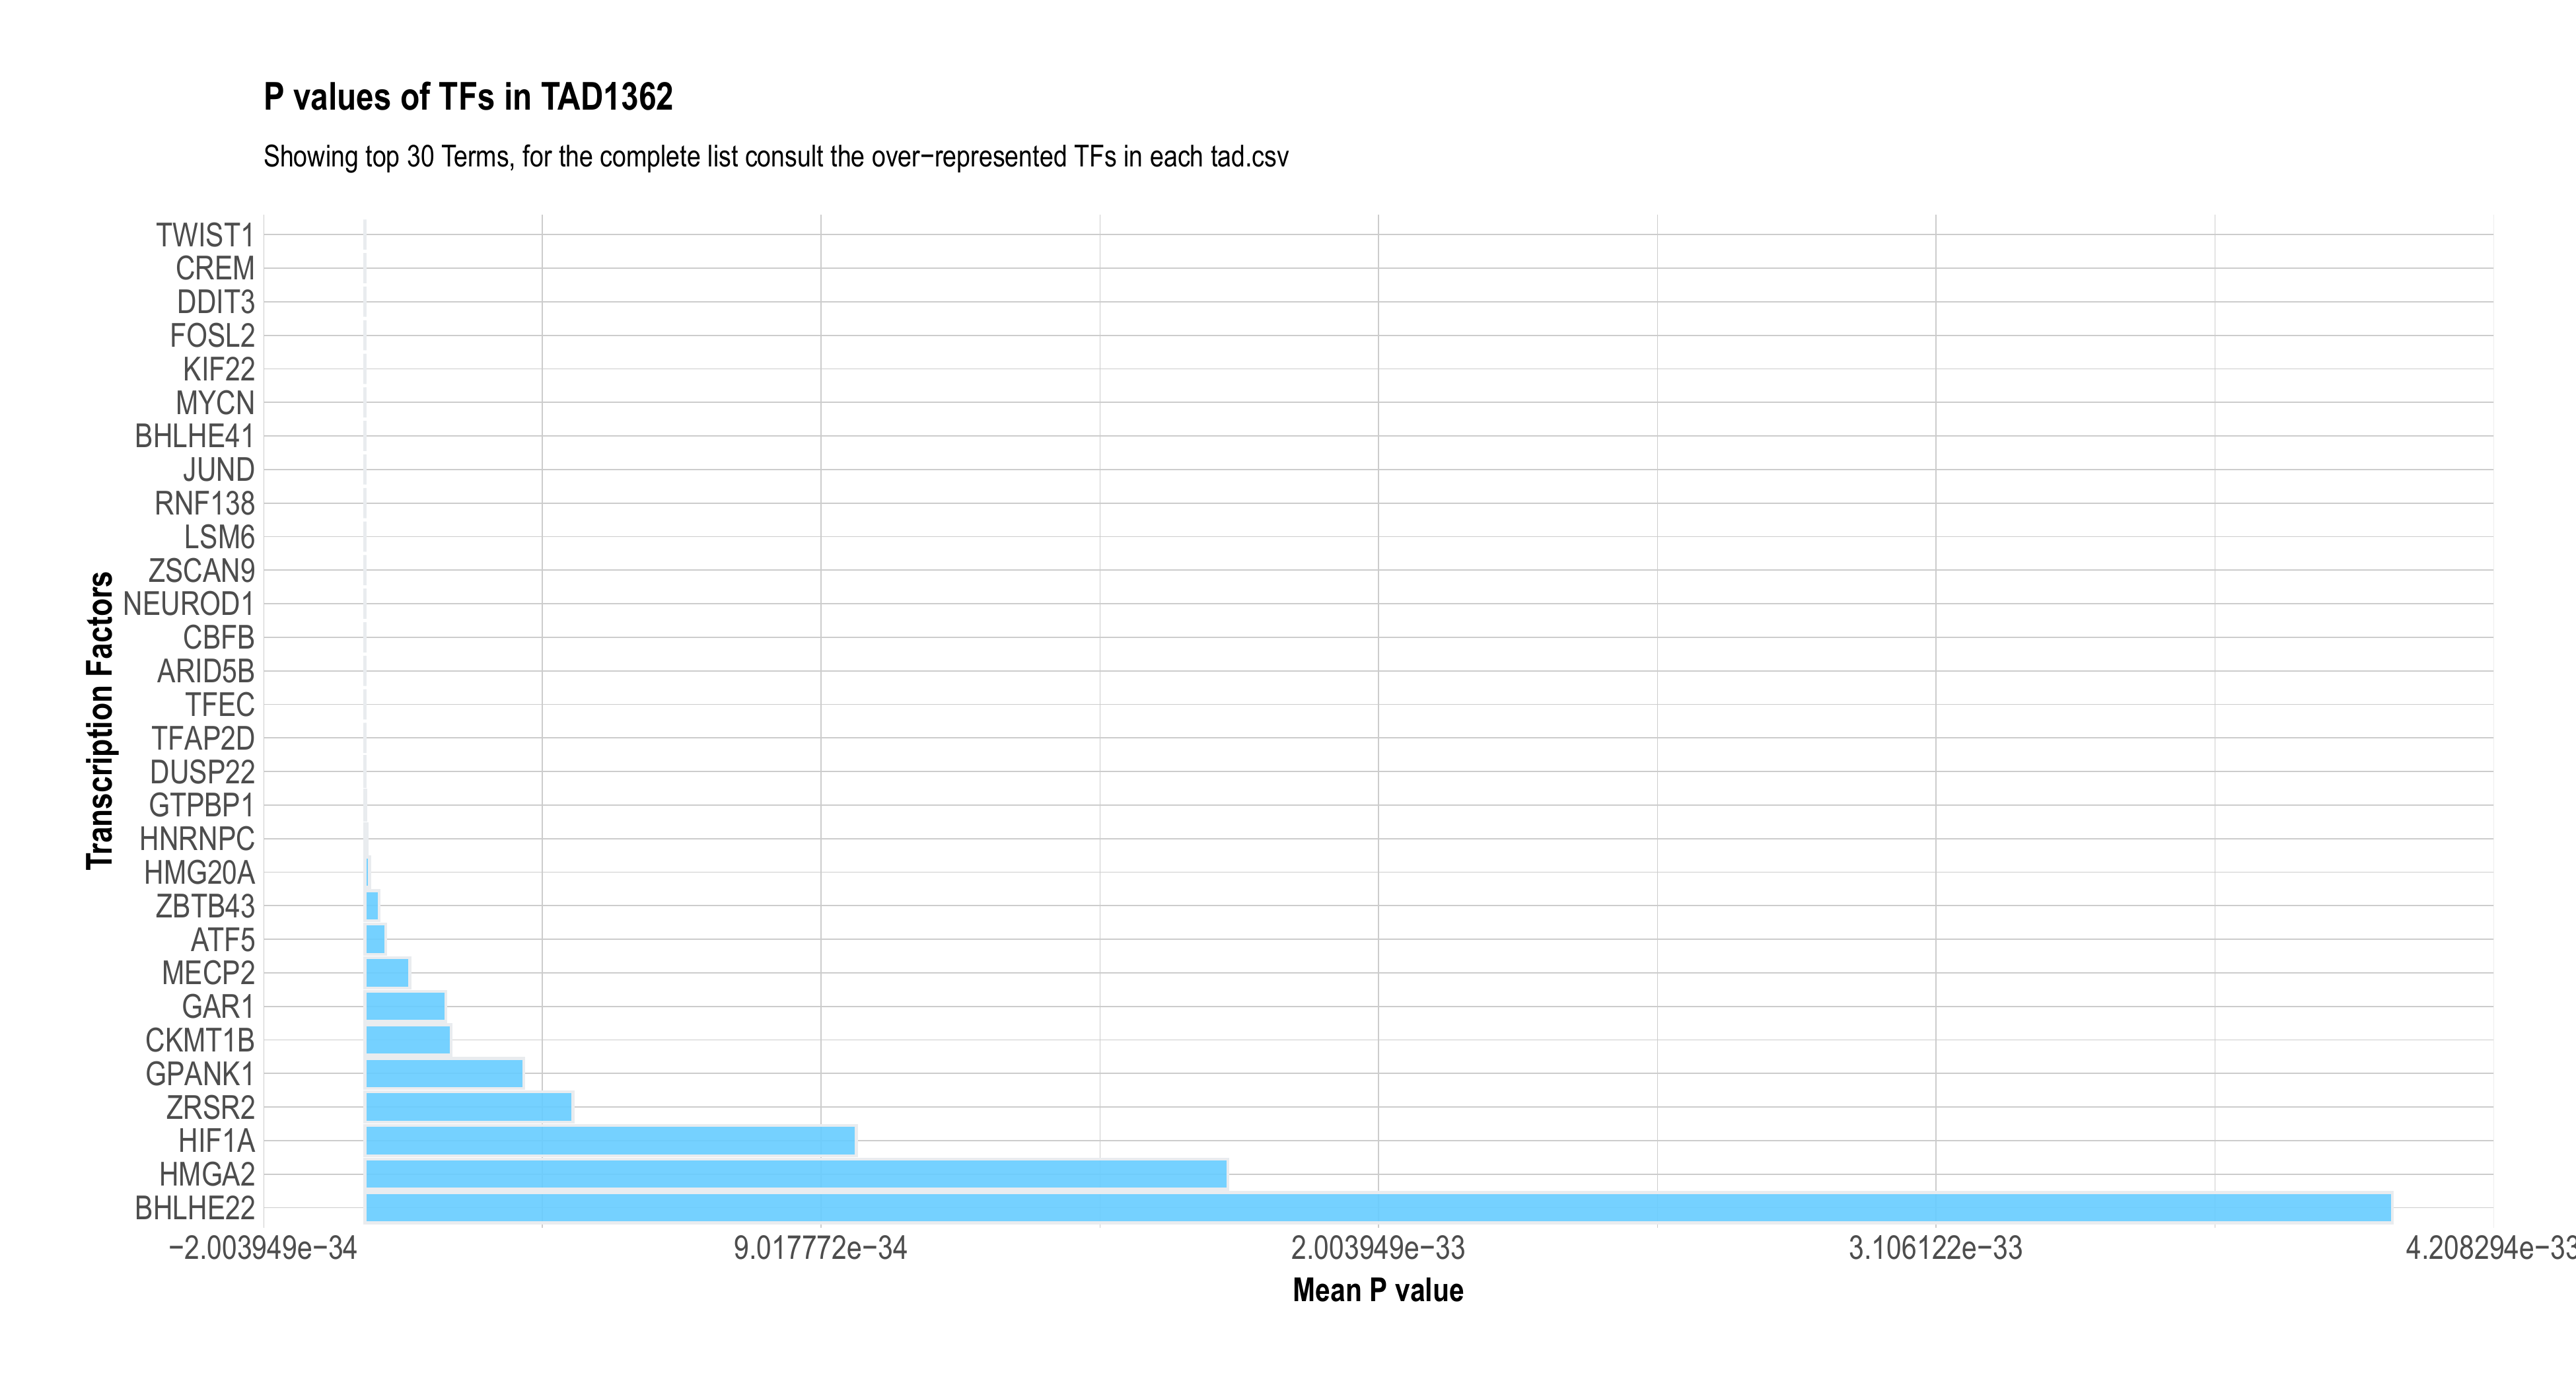 P values of TFs in TAD1362
Showing top 30 Terms, for the complete list consult the over−represented TFs in each tad.csv
Transcription Factors
TWIST1
CREM
DDIT3
FOSL2
KIF22
MYCN
BHLHE41
JUND
RNF138
LSM6
ZSCAN9
NEUROD1
CBFB
ARID5B
TFEC
TFAP2D
DUSP22
GTPBP1
HNRNPC
HMG20A
ZBTB43
ATF5
MECP2
GAR1
CKMT1B
GPANK1
ZRSR2
HIF1A
HMGA2
BHLHE22
−2.003949e−34 9.017772e−34 2.003949e−33 3.106122e−33 4.208294e−33
Mean P value